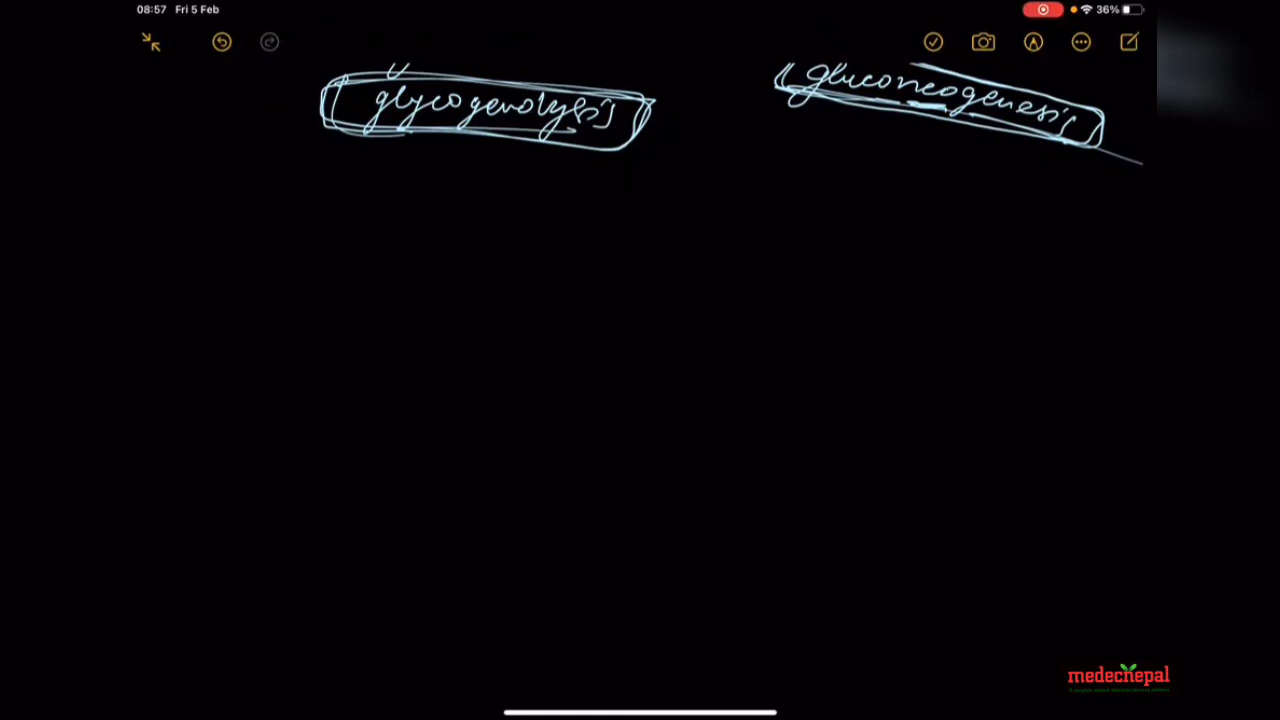 08:57 Fri 5 Feb
36%
glycogenolysis
gluconeogenesis
medecnepal